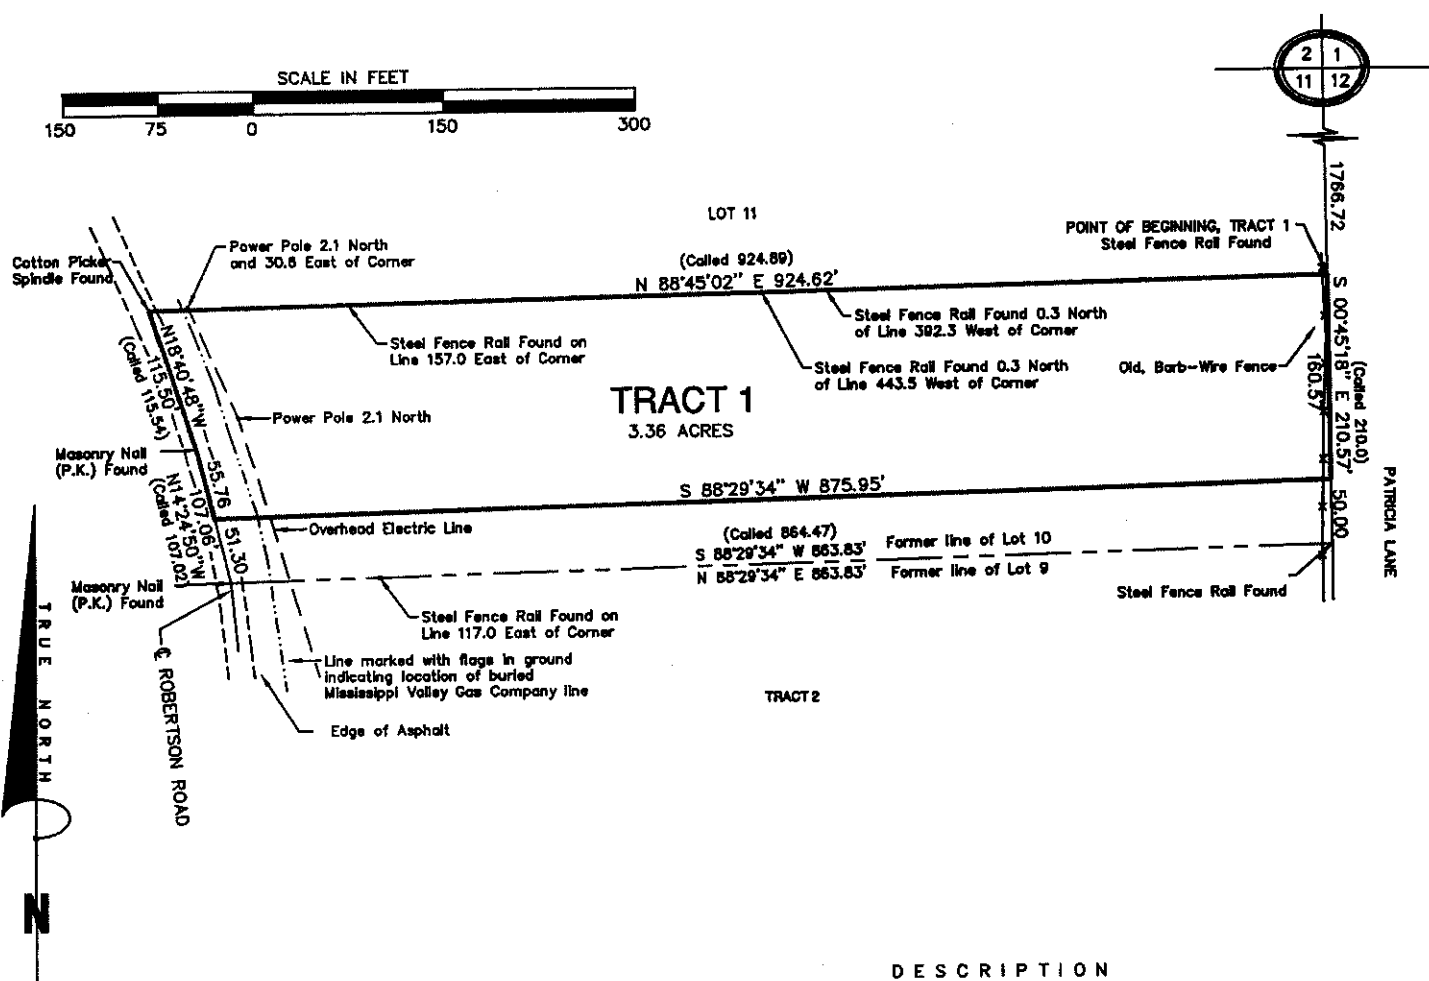 SCALE IN FEET
150 75 0 150 300
2 1
11 12
1766.72
LOT 11
POINT OF BEGINNING, TRACT 1
Steel Fence Rail Found
Power Pole 2.1 North
and 30.8 East of Corner
Cotton Picker
Spindle Found
(Called 924.89)
N 88°45'02" E 924.62'
Steel Fence Rail Found 0.3 North
of Line 392.3 West of Corner
Steel Fence Rail Found on
Line 157.0 East of Corner
Steel Fence Rail Found 0.3 North
of Line 443.5 West of Corner
Old, Barb-Wire Fence
S 00°45'18" E 210.57'
(Called 210.0)
160.57'
N18°40'48"W
115.50'
(Called 115.54)
TRACT 1
3.36 ACRES
Power Pole 2.1 North
Masonry Nail
(P.K.) Found
55.76
107.06'
N14°24'50"W
(Called 107.02)
51.30
S 88°29'34" W 875.95'
50.00
PATRICIA LANE
Overhead Electric Line
(Called 864.47)
S 88°29'34" W 863.83' Former line of Lot 10
N 88°29'34" E 863.83' Former line of Lot 9
Masonry Nail
(P.K.) Found
Steel Fence Rail Found
Steel Fence Rail Found on
Line 117.0 East of Corner
Line marked with flags in ground
indicating location of buried
Mississippi Valley Gas Company line
TRACT 2
Edge of Asphalt
℄ ROBERTSON ROAD
TRUE NORTH
N
DESCRIPTION